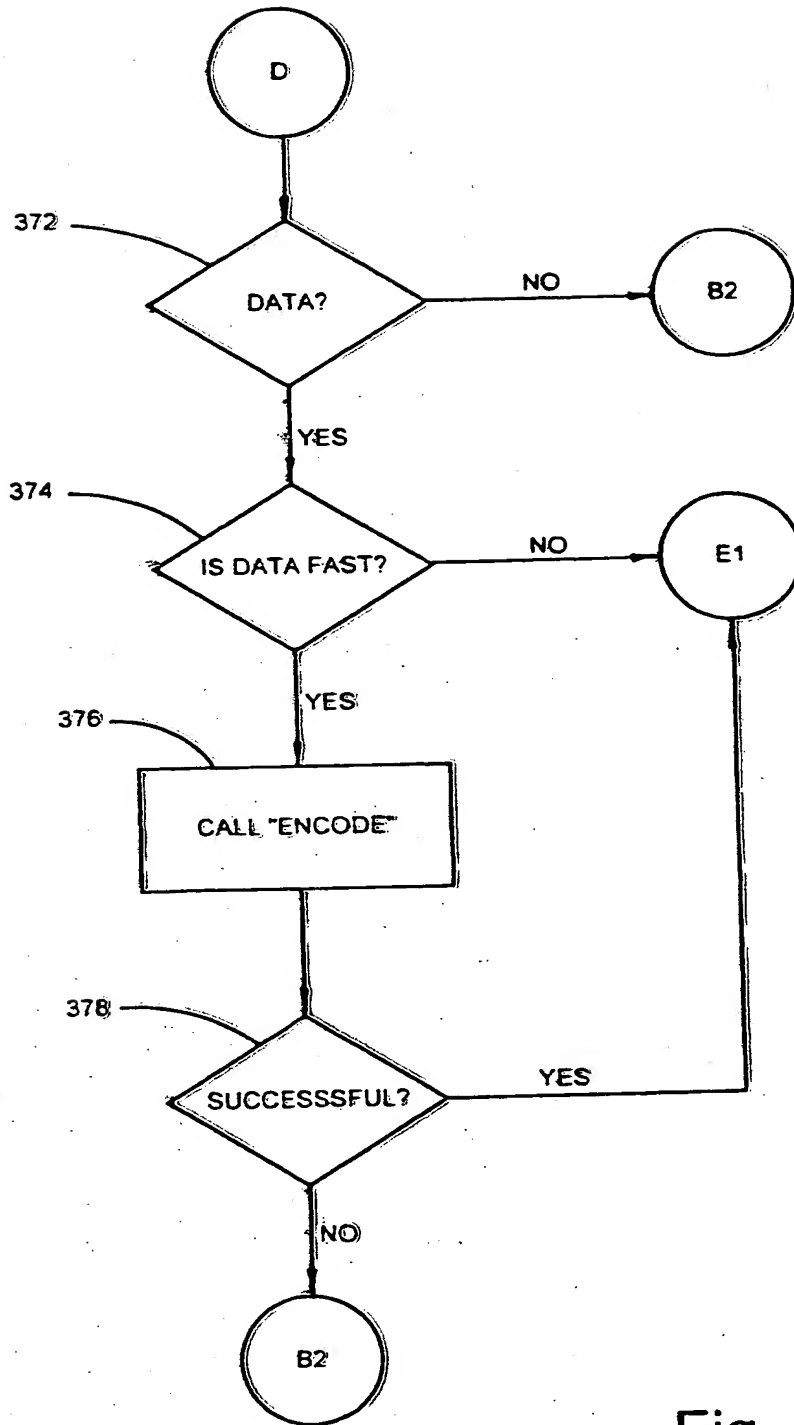 D
372
DATA?
NO
B2
YES
374
IS DATA FAST?
NO
E1
YES
376
CALL "ENCODE"
378
SUCCESSSFUL?
YES
NO
B2
Fig